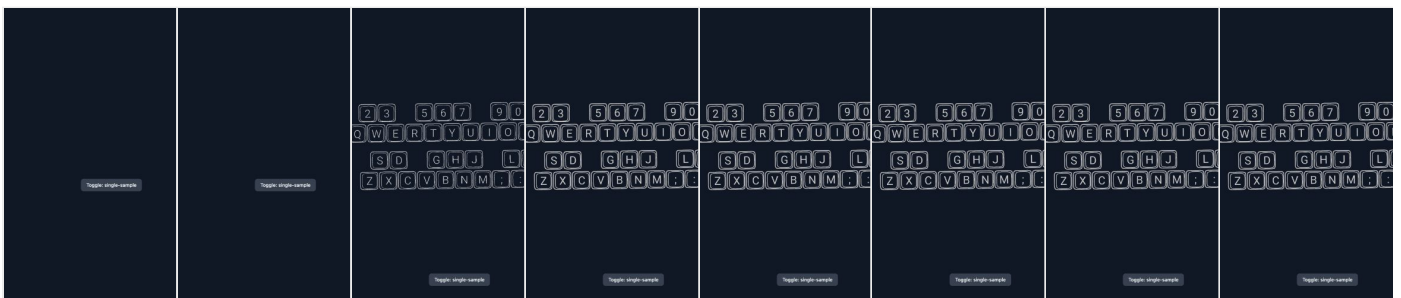 Toggle: single-sample
Toggle: single-sample
2 3 5 6 7 9 0
Q W E R T Y U I O
S D G H J L
Z X C V B N M ; :
Toggle: single-sample
2 3 5 6 7 9 0
Q W E R T Y U I O
S D G H J L
Z X C V B N M ; :
Toggle: single-sample
2 3 5 6 7 9 0
Q W E R T Y U I O
S D G H J L
Z X C V B N M ; :
Toggle: single-sample
2 3 5 6 7 9 0
Q W E R T Y U I O
S D G H J L
Z X C V B N M ; :
Toggle: single-sample
2 3 5 6 7 9 0
Q W E R T Y U I O
S D G H J L
Z X C V B N M ; :
Toggle: single-sample
2 3 5 6 7 9 0
Q W E R T Y U I O
S D G H J L
Z X C V B N M ; :
Toggle: single-sample